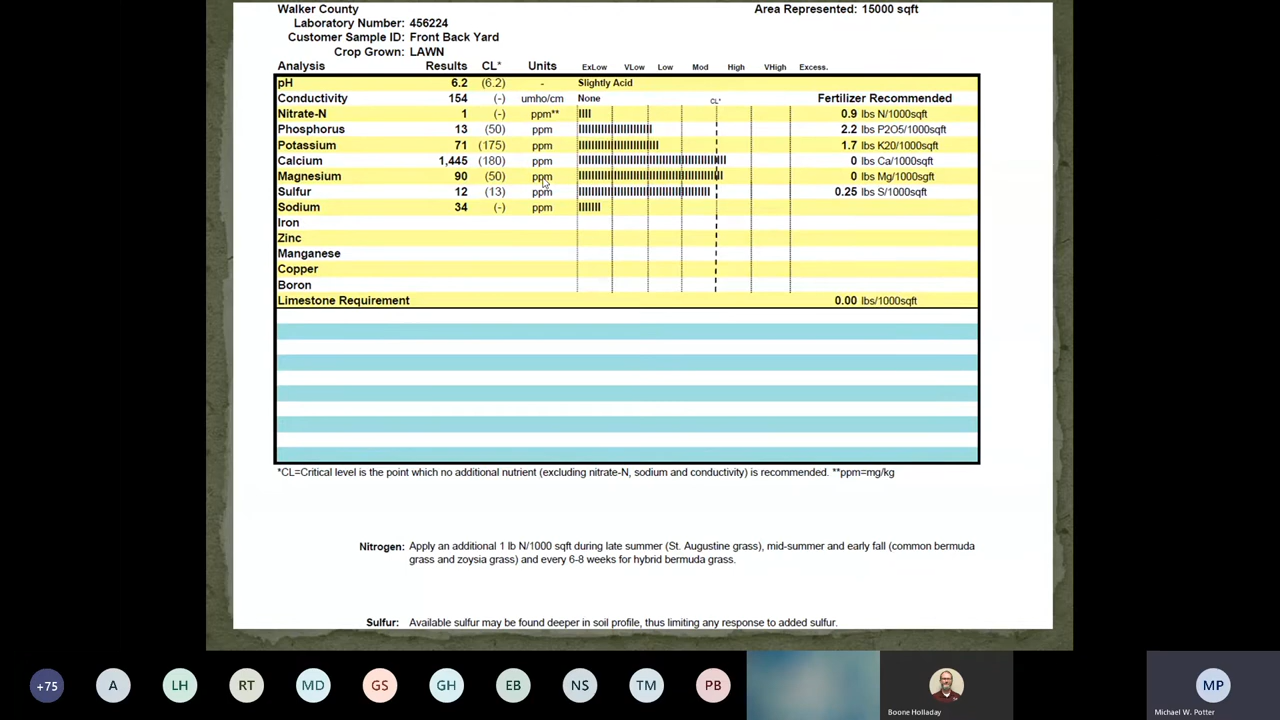 Walker County Area Represented: 15000 sqft
Laboratory Number: 456224
Customer Sample ID: Front Back Yard
Crop Grown: LAWN
Analysis Results CL* Units ExLow VLow Low Mod High VHigh Excess.
pH 6.2 (6.2) - Slightly Acid
Conductivity 154 (-) umho/cm None CL* Fertilizer Recommended
Nitrate-N 1 (-) ppm** 0.9 lbs N/1000sqft
Phosphorus 13 (50) ppm 2.2 lbs P2O5/1000sqft
Potassium 71 (175) ppm 1.7 lbs K20/1000sqft
Calcium 1,445 (180) ppm 0 lbs Ca/1000sqft
Magnesium 90 (50) ppm 0 lbs Mg/1000sgft
Sulfur 12 (13) ppm 0.25 lbs S/1000sqft
Sodium 34 (-) ppm
Iron
Zinc
Manganese
Copper
Boron
Limestone Requirement 0.00 lbs/1000sqft
*CL=Critical level is the point which no additional nutrient (excluding nitrate-N, sodium and conductivity) is recommended. **ppm=mg/kg
Nitrogen: Apply an additional 1 lb N/1000 sqft during late summer (St. Augustine grass), mid-summer and early fall (common bermuda
grass and zoysia grass) and every 6-8 weeks for hybrid bermuda grass.
Sulfur: Available sulfur may be found deeper in soil profile, thus limiting any response to added sulfur.
+75 A LH RT MD GS GH EB NS TM PB MP
Boone Holladay Michael W. Potter